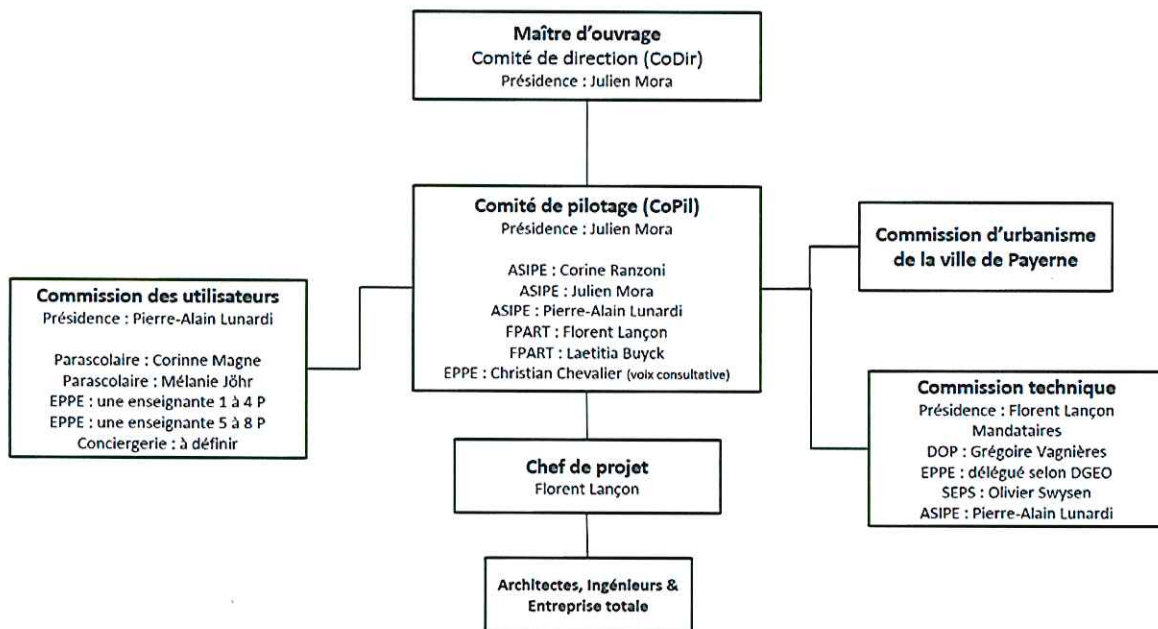 Maître d'ouvrage
Comité de direction (CoDir)
Présidence : Julien Mora
Comité de pilotage (CoPil)
Présidence : Julien Mora
ASIPE : Corine Ranzoni
ASIPE : Julien Mora
ASIPE : Pierre-Alain Lunardi
FPART : Florent Lançon
FPART : Laetitia Buyck
EPPE : Christian Chevalier (voix consultative)
Commission d'urbanisme
de la ville de Payerne
Commission des utilisateurs
Présidence : Pierre-Alain Lunardi
Parascolaire : Corinne Magne
Parascolaire : Mélanie Jöhr
EPPE : une enseignante 1 à 4 P
EPPE : une enseignante 5 à 8 P
Conciergerie : à définir
Commission technique
Présidence : Florent Lançon
Mandataires
DOP : Grégoire Vagnières
EPPE : délégué selon DGEO
SEPS : Olivier Swysen
ASIPE : Pierre-Alain Lunardi
Chef de projet
Florent Lançon
Architectes, Ingénieurs &
Entreprise totale